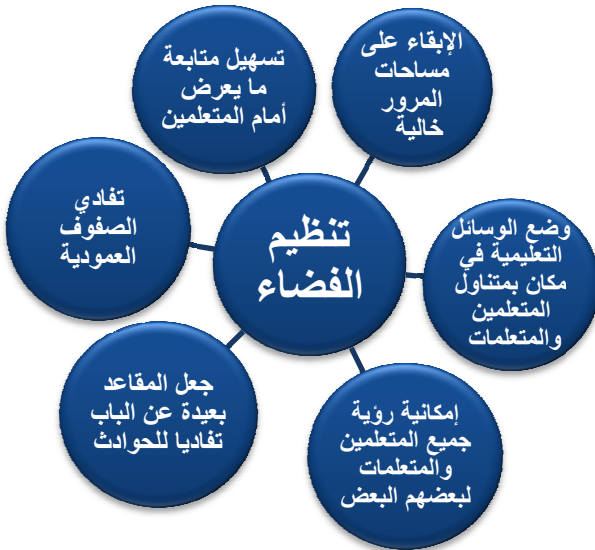 تنظيم
الفضاء
الإبقاء على
مساحات
المرور
خالية
وضع الوسائل
التعليمية في
مكان بمتناول
المتعلمين
والمتعلمات
إمكانية رؤية
جميع المتعلمين
والمتعلمات
لبعضهم البعض
جعل المقاعد
بعيدة عن الباب
تفاديا للحوادث
تفادي
الصفوف
العمودية
تسهيل متابعة
ما يعرض
أمام المتعلمين